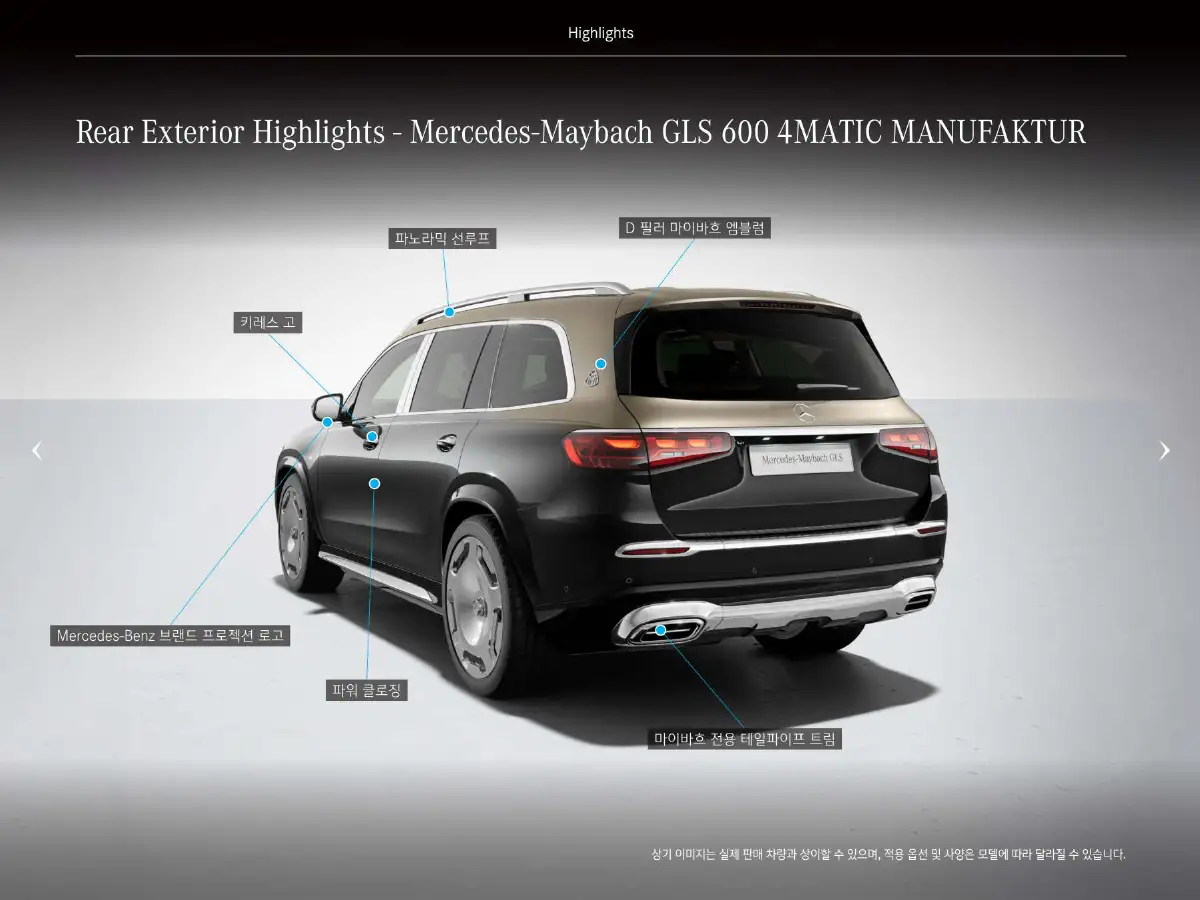 Highlights
Rear Exterior Highlights - Mercedes-Maybach GLS 600 4MATIC MANUFAKTUR
D 필러 마이바흐 엠블럼
파노라믹 선루프
키레스 고
Mercedes-Maybach GLS
Mercedes-Benz 브랜드 프로젝션 로고
파워 클로징
마이바흐 전용 테일파이프 트림
상기 이미지는 실제 판매 차량과 상이할 수 있으며, 적용 옵션 및 사양은 모델에 따라 달라질 수 있습니다.